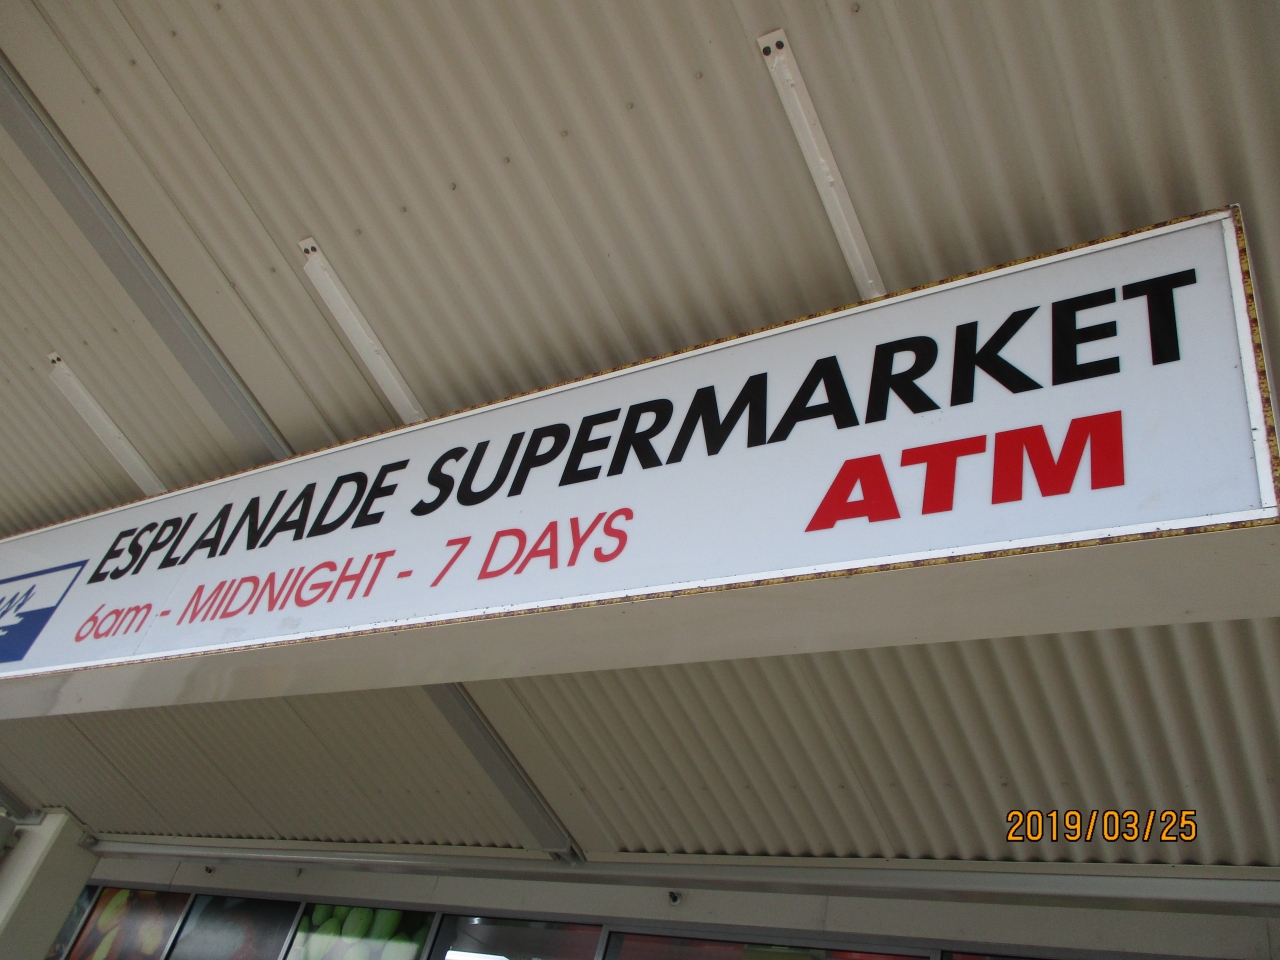 ESPLANADE SUPERMARKET
6am - MIDNIGHT - 7 DAYS
ATM
2019/03/25